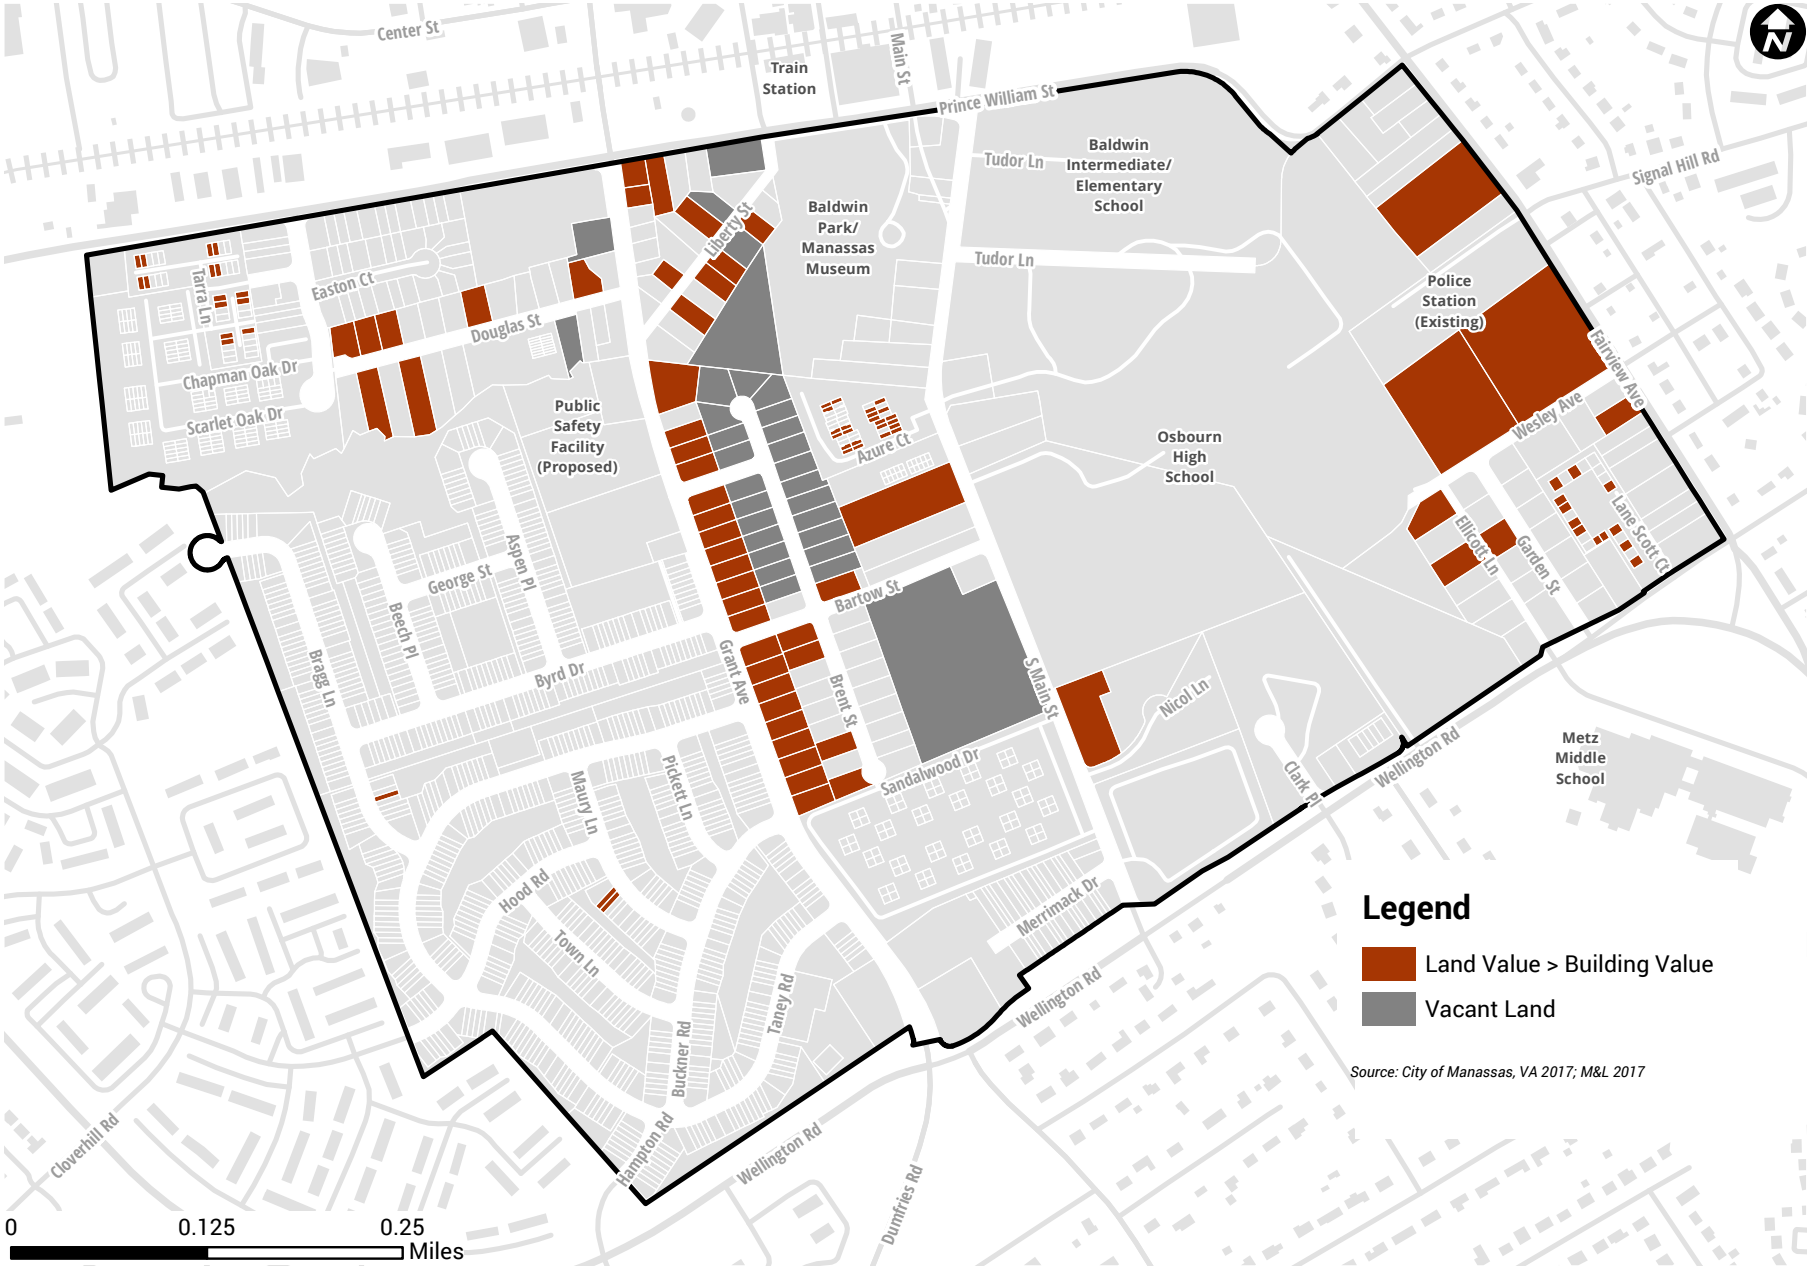 Center St
Train
Station
Main St
N
Prince William St
Tudor Ln
Baldwin
Intermediate/
Elementary
School
Signal Hill Rd
Baldwin
Park/
Manassas
Museum
Liberty St
Tudor Ln
Tarra Ln
Easton Ct
Douglas St
Police
Station
(Existing)
Fairview Ave
Chapman Oak Dr
Scarlet Oak Dr
Public
Safety
Facility
(Proposed)
Azure Ct
Osbourn
High
School
Wesley Ave
Lane Scott Ct
Ellicott Ln
Garden St
Aspen Pl
George St
Beech Pl
Bartow St
Bragg Ln
Byrd Dr
Grant Ave
Brent St
S Main St
Nicol Ln
Sandalwood Dr
Clark Pl
Wellington Rd
Metz
Middle
School
Maury Ln
Pickett Ln
Hood Rd
Merrimack Dr
Town Ln
Taney Rd
Wellington Rd
Buckner Rd
Hampton Rd
Wellington Rd
Dumfries Rd
Cloverhill Rd
Legend
Land Value > Building Value
Vacant Land
Source: City of Manassas, VA 2017; M&L 2017
0 0.125 0.25
Miles